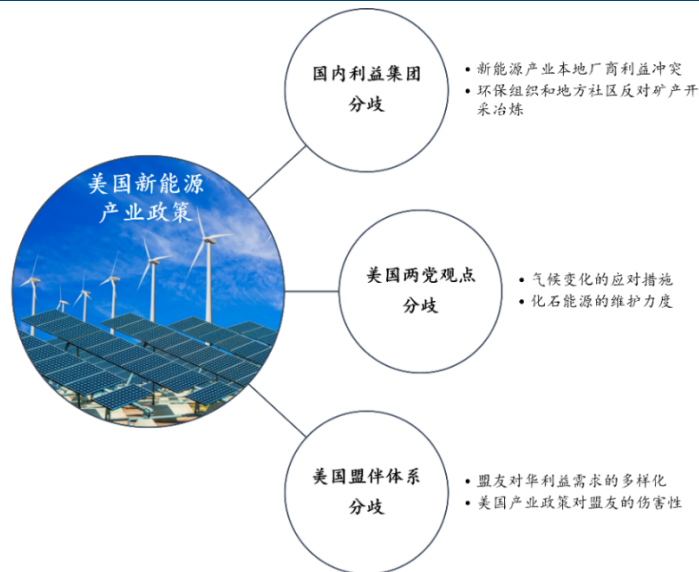 美国新能源
产业政策
国内利益集团
分歧
• 新能源产业本地厂商利益冲突
• 环保组织和地方社区反对矿产开
采冶炼
美国两党观点
分歧
• 气候变化的应对措施
• 化石能源的维护力度
美国盟伴体系
分歧
• 盟友对华利益需求的多样化
• 美国产业政策对盟友的伤害性